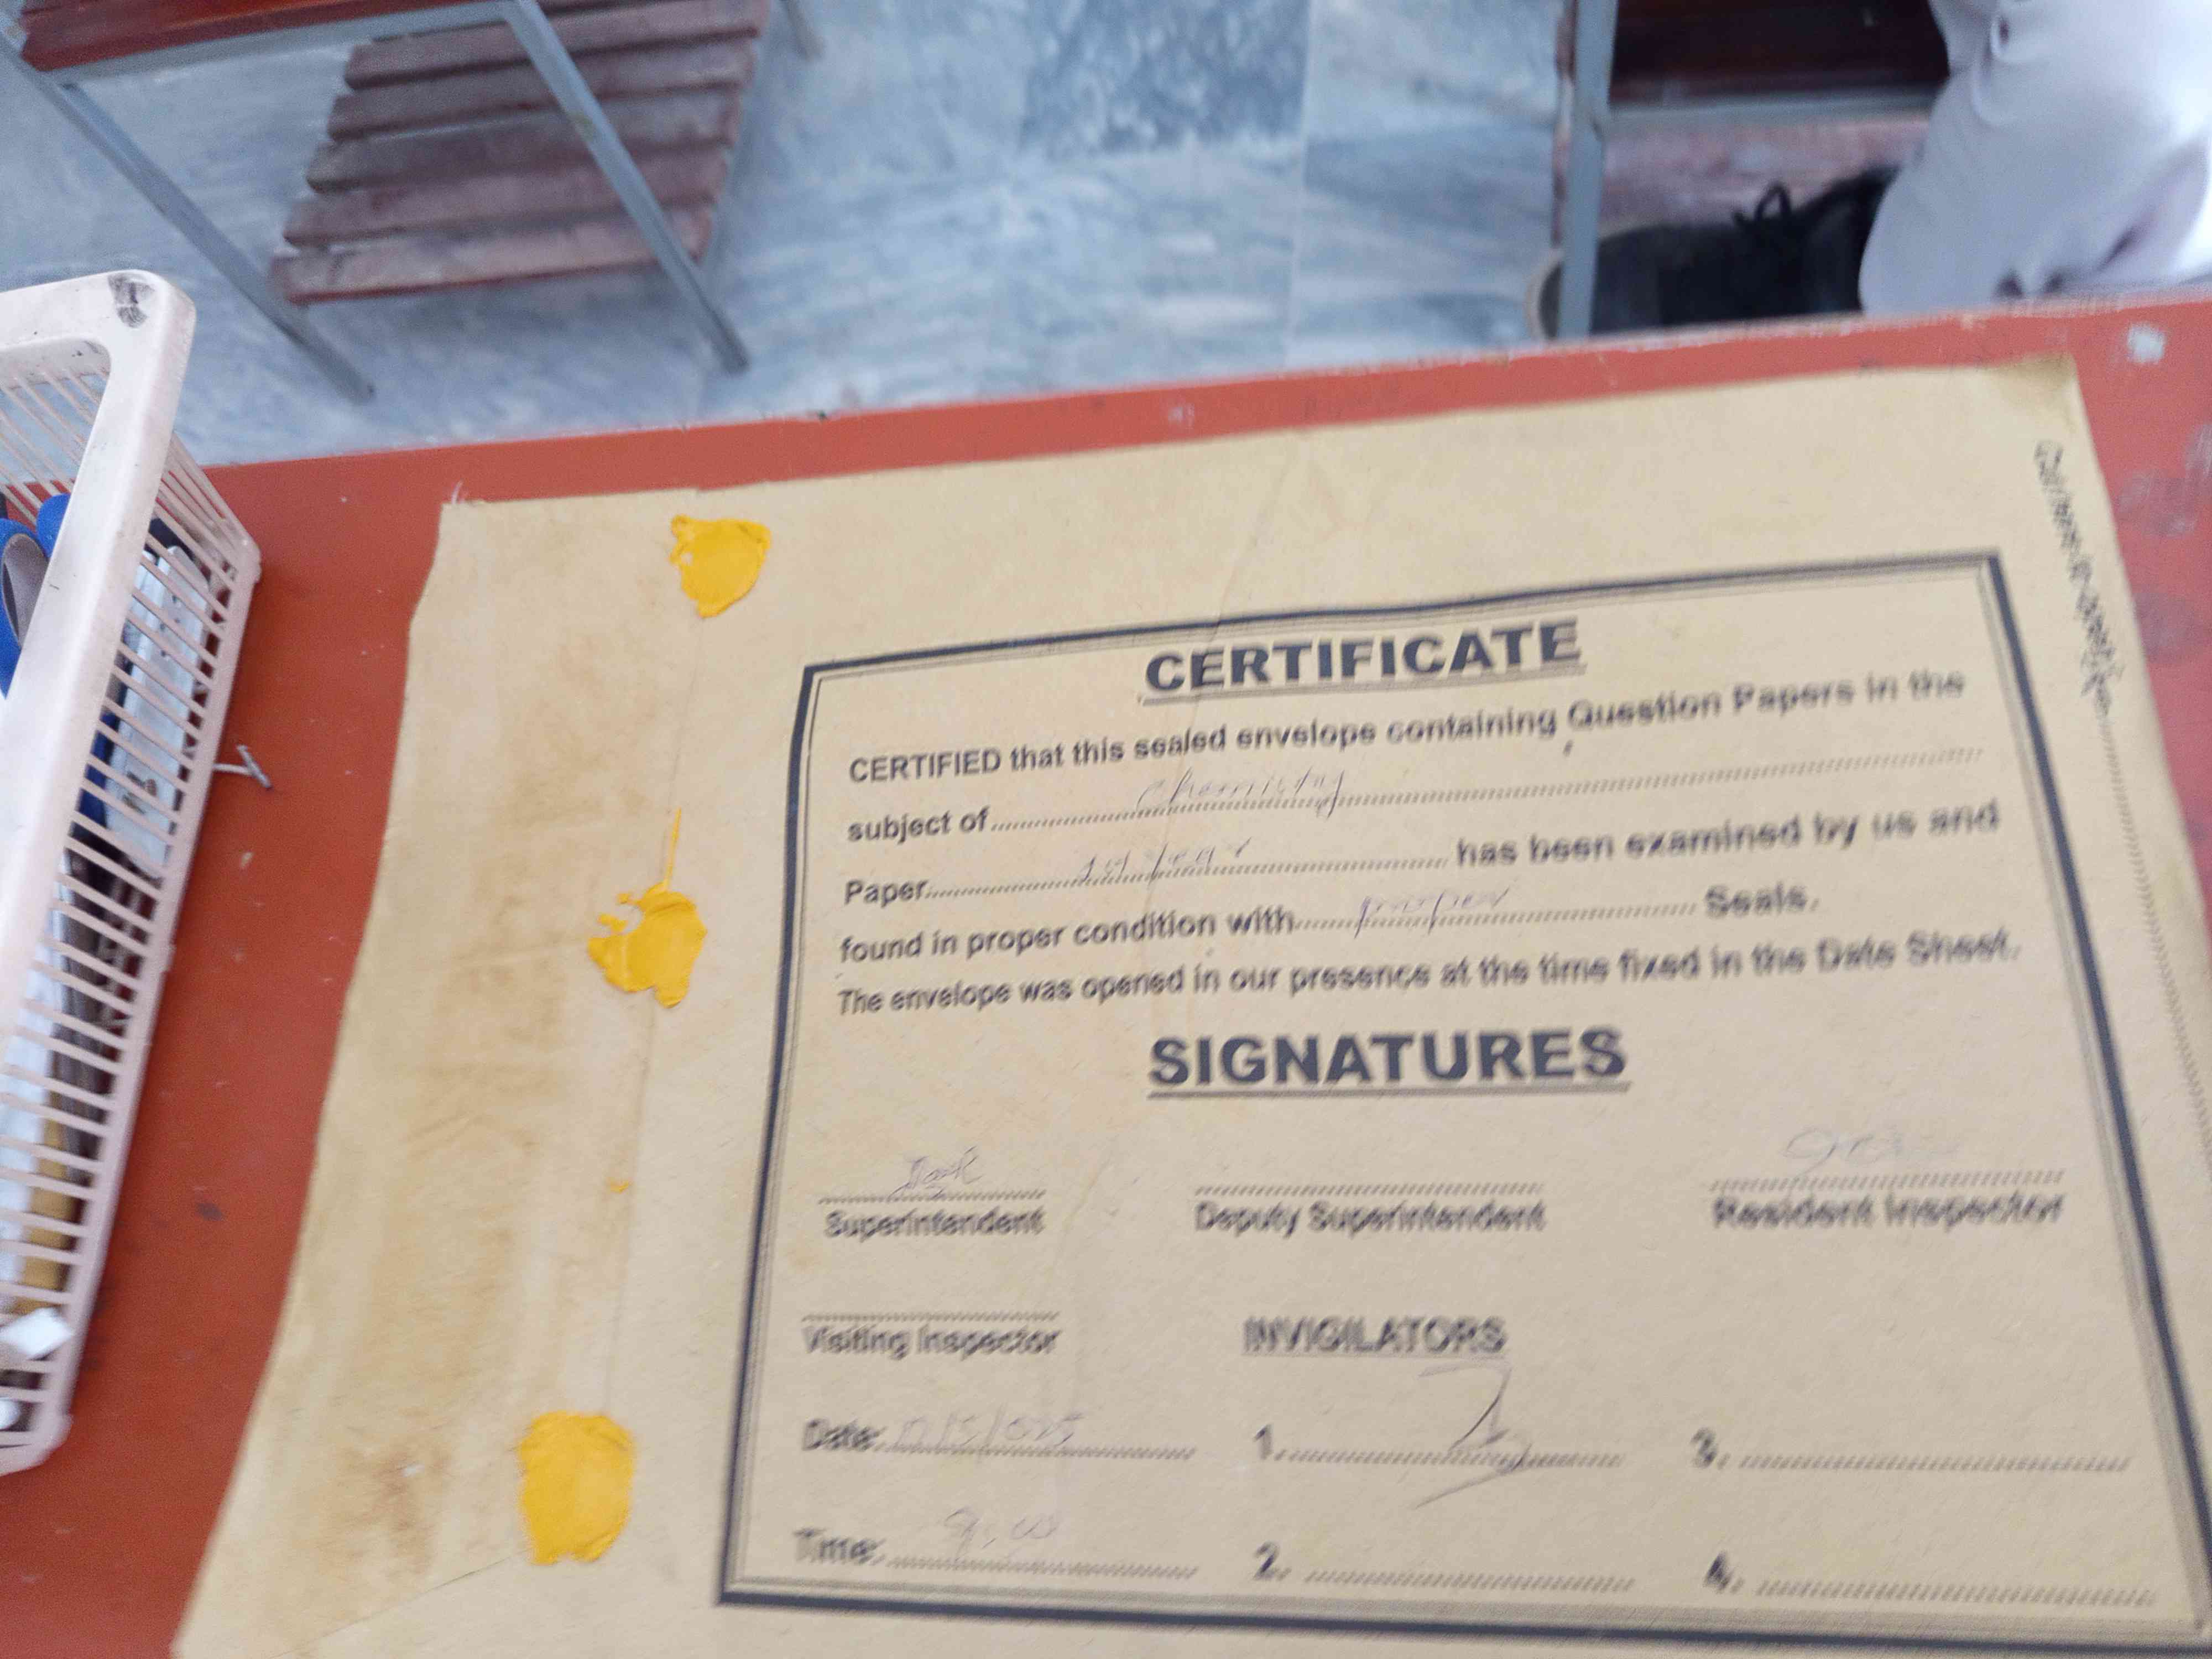 CERTIFICATE
CERTIFIED that this sealed envelope containing Question Papers in the
subject of Chemistry
Paper 1st year has been examined by us and
found in proper condition with proper Seals.
The envelope was opened in our presence at the time fixed in the Date Sheet.
SIGNATURES
Superintendent Deputy Superintendent Resident Inspector
Visiting Inspector INVIGILATORS
Date: 1. 3.
Time: 9:00 2. 4.